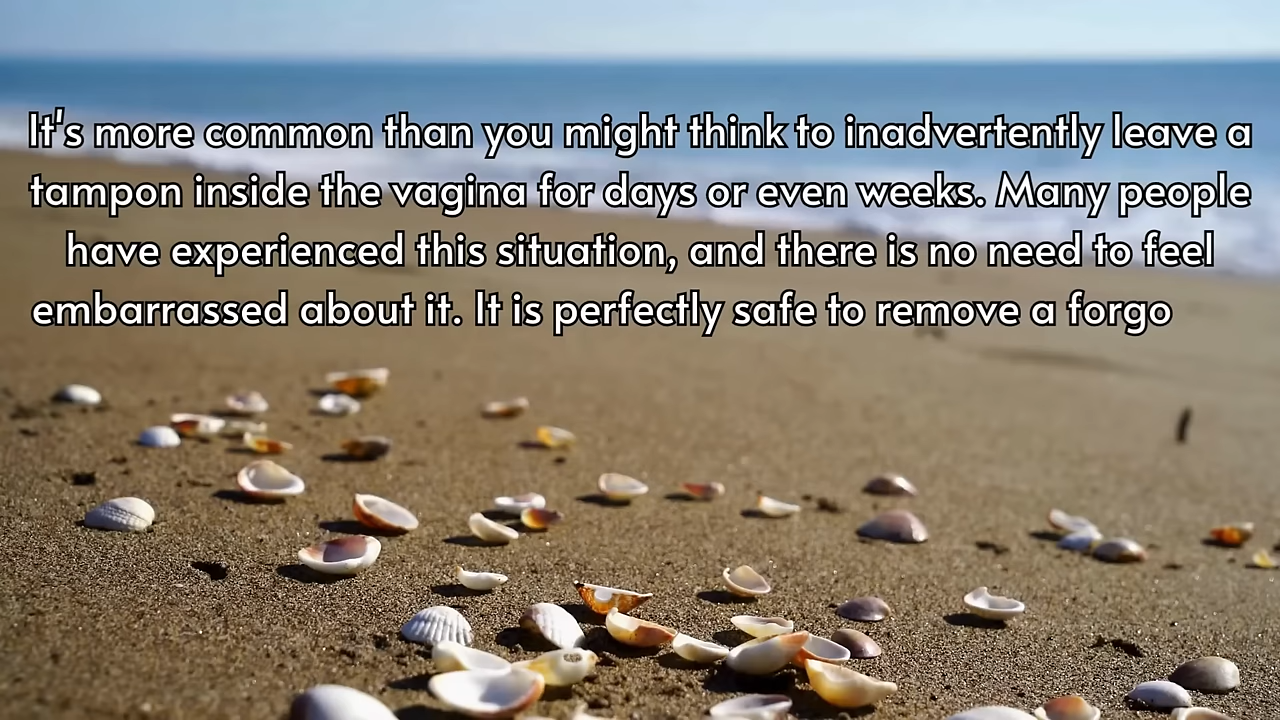 It's more common than you might think to inadvertently leave a
tampon inside the vagina for days or even weeks. Many people
have experienced this situation, and there is no need to feel
embarrassed about it. It is perfectly safe to remove a forgo